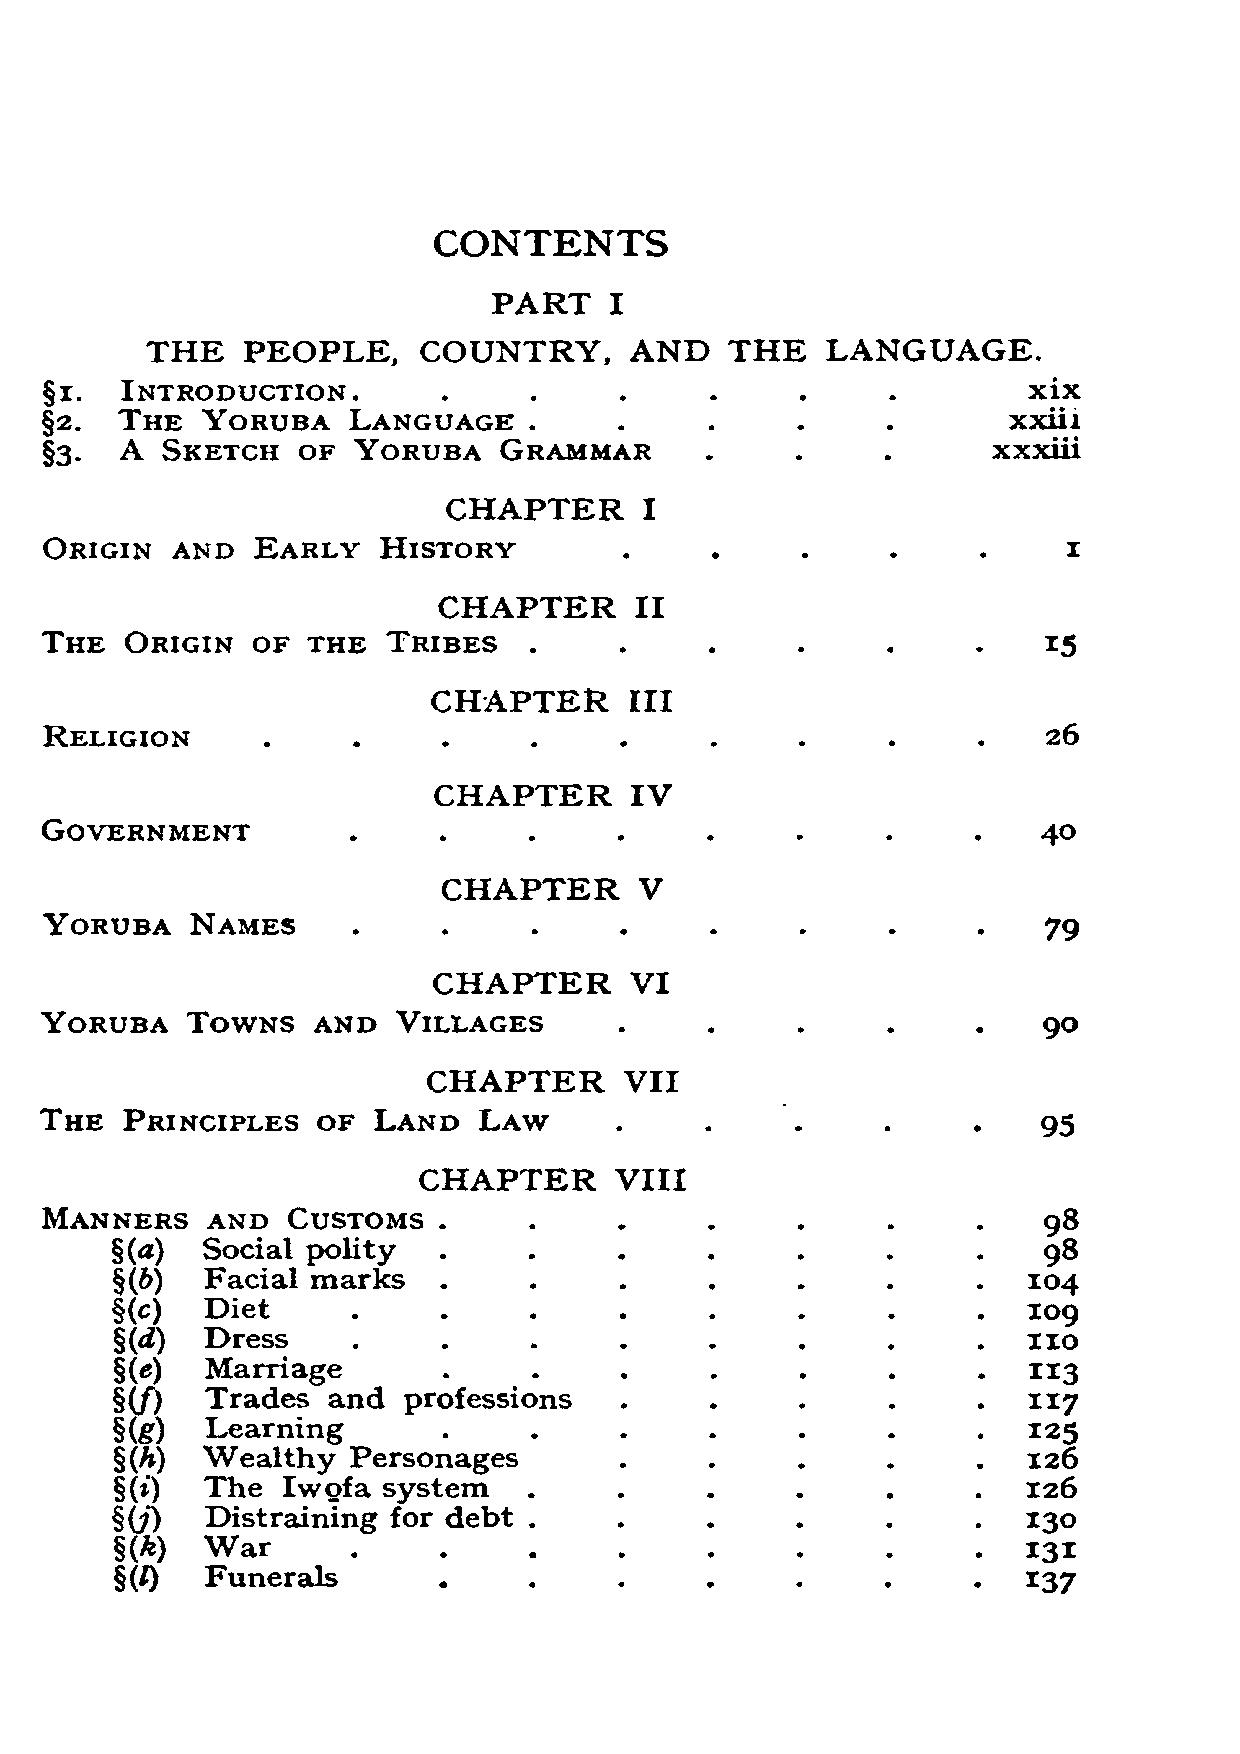 CONTENTS
PART I
THE PEOPLE, COUNTRY, AND THE LANGUAGE.
§1. INTRODUCTION. . . . . . . xix
§2. THE YORUBA LANGUAGE . . . . . xxiii
§3. A SKETCH OF YORUBA GRAMMAR . . . xxxiii
CHAPTER I
ORIGIN AND EARLY HISTORY . . . . . 1
CHAPTER II
THE ORIGIN OF THE TRIBES . . . . . . 15
CHAPTER III
RELIGION . . . . . . . . . 26
CHAPTER IV
GOVERNMENT . . . . . . . . 40
CHAPTER V
YORUBA NAMES . . . . . . . . 79
CHAPTER VI
YORUBA TOWNS AND VILLAGES . . . . . 90
CHAPTER VII
THE PRINCIPLES OF LAND LAW . . . . . 95
CHAPTER VIII
MANNERS AND CUSTOMS . . . . . . . 98
§(a) Social polity . . . . . . . 98
§(b) Facial marks . . . . . . . 104
§(c) Diet . . . . . . . . 109
§(d) Dress . . . . . . . . 110
§(e) Marriage . . . . . . . 113
§(f) Trades and professions . . . . . 117
§(g) Learning . . . . . . . 125
§(h) Wealthy Personages . . . . . 126
§(i) The Iwọfa system . . . . . . 126
§(j) Distraining for debt . . . . . . 130
§(k) War . . . . . . . . 131
§(l) Funerals . . . . . . . 137